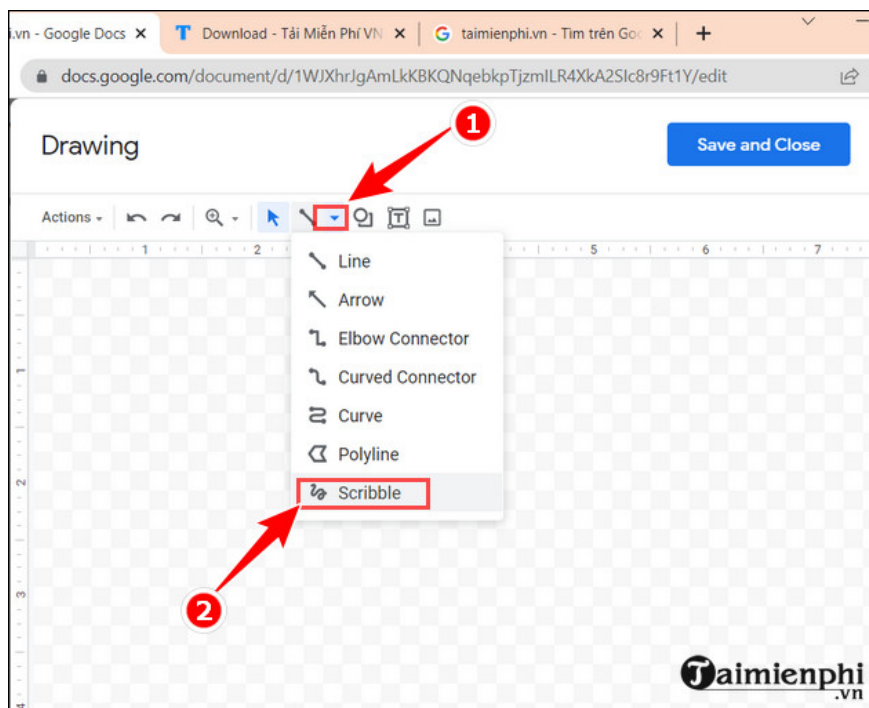 i.vn - Google Docs
Download - Tải Miễn Phí VN
taimienphi.vn - Tìm trên Goo
docs.google.com/document/d/1WJXhrJgAmLkKBKQNqebkpTjzmILR4XkA2SIc8r9Ft1Y/edit
1
Drawing
Save and Close
Actions
1 2 5 6 7
Line
Arrow
Elbow Connector
Curved Connector
Curve
Polyline
Scribble
1
2
3
4
2
Taimienphi
.vn